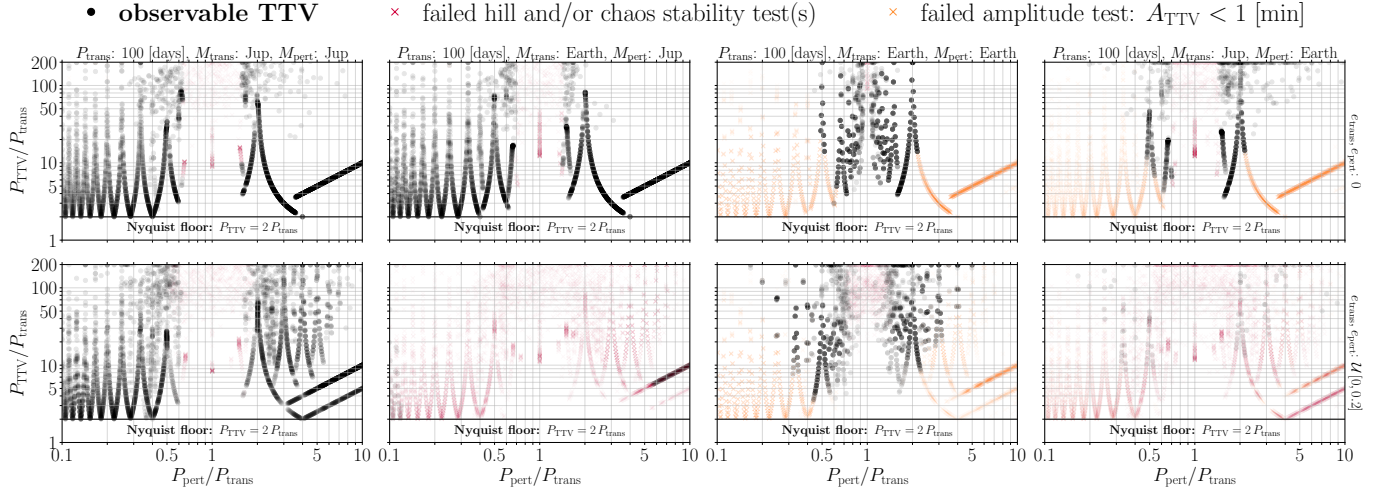 observable TTV
failed hill and/or chaos stability test(s)
failed amplitude test: A_TTV < 1 [min]
P_trans: 100 [days], M_trans: Jup, M_pert: Jup
P_trans: 100 [days], M_trans: Earth, M_pert: Jup
P_trans: 100 [days], M_trans: Earth, M_pert: Earth
P_trans: 100 [days], M_trans: Jup, M_pert: Earth
P_TTV/P_trans
200
100
50
10
5
1
Nyquist floor: P_TTV = 2 P_trans
Nyquist floor: P_TTV = 2 P_trans
Nyquist floor: P_TTV = 2 P_trans
Nyquist floor: P_TTV = 2 P_trans
e_trans, e_pert: 0
P_TTV/P_trans
200
100
50
10
5
1
Nyquist floor: P_TTV = 2 P_trans
Nyquist floor: P_TTV = 2 P_trans
Nyquist floor: P_TTV = 2 P_trans
Nyquist floor: P_TTV = 2 P_trans
e_trans, e_pert: U[0, 0.2]
0.1 0.5 1 5 10
0.1 0.5 1 5 10
0.1 0.5 1 5 10
0.1 0.5 1 5 10
P_pert/P_trans
P_pert/P_trans
P_pert/P_trans
P_pert/P_trans